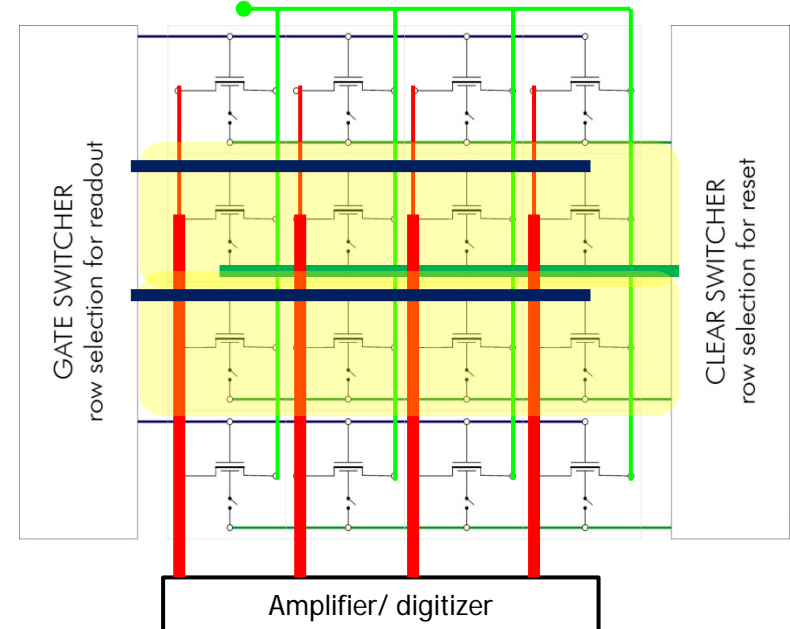 GATE SWITCHER
row selection for readout
CLEAR SWITCHER
row selection for reset
Amplifier/ digitizer